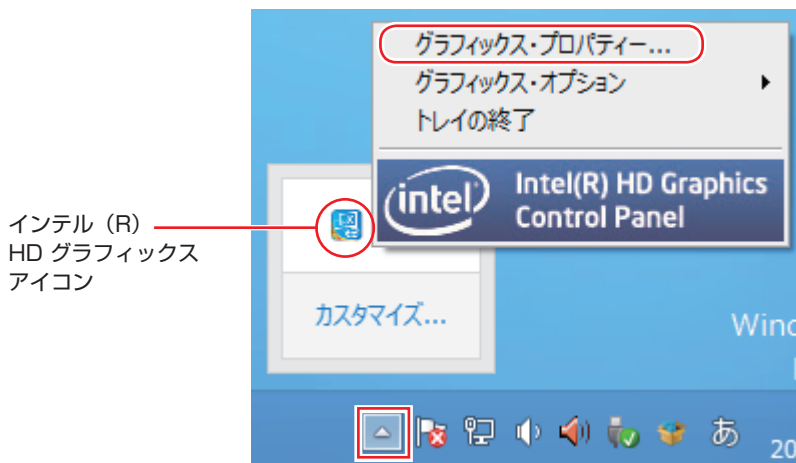 グラフィックス・プロパティー...
グラフィックス・オプション
トレイの終了
intel
Intel(R) HD Graphics
Control Panel
インテル（R）
HD グラフィックス
アイコン
カスタマイズ...
Wind
あ
20